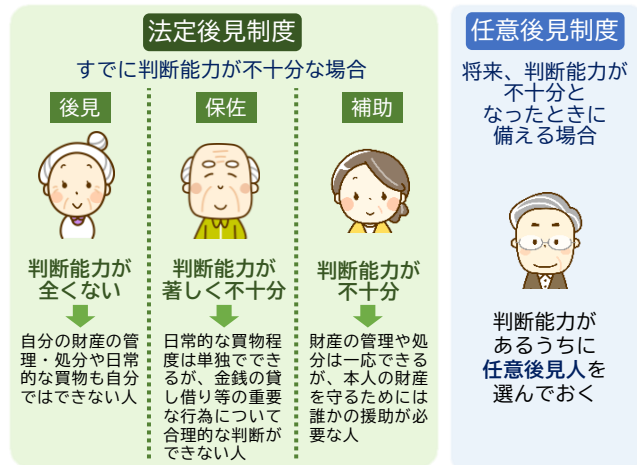 法定後見制度
すでに判断能力が不十分な場合
後見
判断能力が
全くない
自分の財産の管
理・処分や日常
的な買物も自分
ではできない人
保佐
判断能力が
著しく不十分
日常的な買物程
度は単独ででき
るが、金銭の貸
し借り等の重要
な行為について
合理的な判断が
できない人
補助
判断能力が
不十分
財産の管理や処
分は一応できる
が、本人の財産
を守るためには
誰かの援助が必
要な人
任意後見制度
将来、判断能力が
不十分と
なったときに
備える場合
判断能力が
あるうちに
任意後見人を
選んでおく